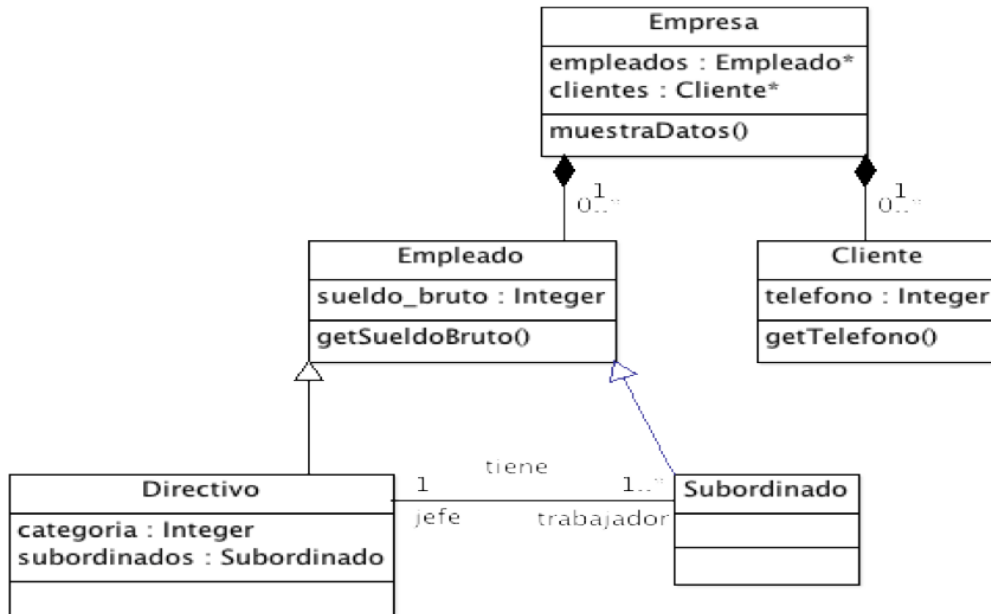 Empresa
empleados : Empleado*
clientes : Cliente*
muestraDatos()
1
0..*
1
0..*
Empleado
sueldo_bruto : Integer
getSueldoBruto()
Cliente
telefono : Integer
getTelefono()
tiene
1
1..*
jefe
trabajador
Directivo
categoria : Integer
subordinados : Subordinado
Subordinado